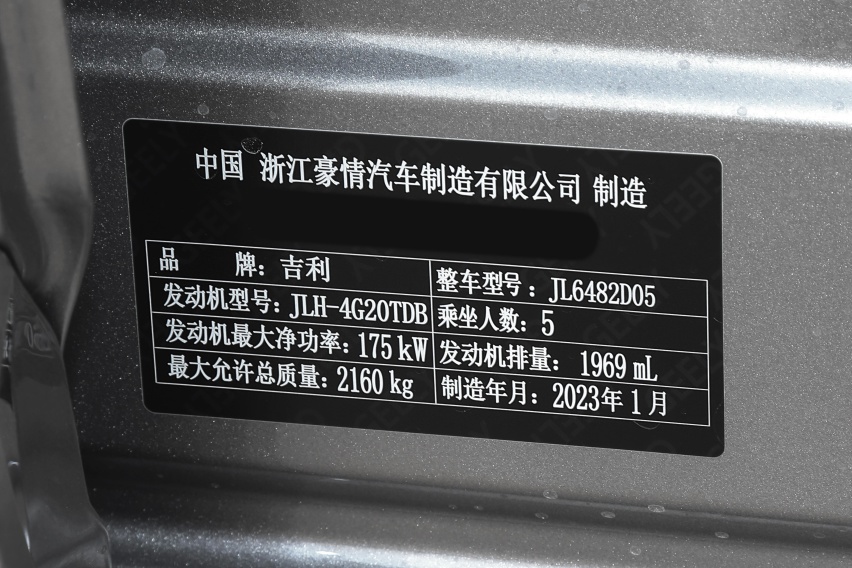 中国 浙江豪情汽车制造有限公司 制造
品 牌：吉利 整车型号：JL6482D05
发动机型号：JLH-4G20TDB 乘坐人数：5
发动机最大净功率：175 kW 发动机排量：1969 mL
最大允许总质量：2160 kg 制造年月：2023年1月